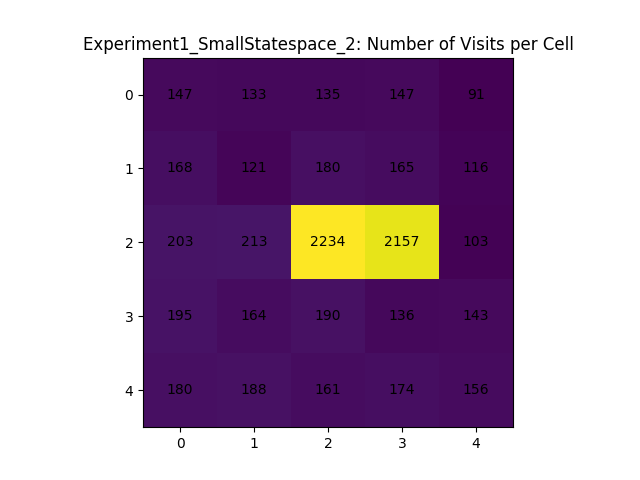 Experiment1_SmallStatespace_2: Number of Visits per Cell
0 147 133 135 147 91
1 168 121 180 165 116
2 203 213 2234 2157 103
3 195 164 190 136 143
4 180 188 161 174 156
0 1 2 3 4